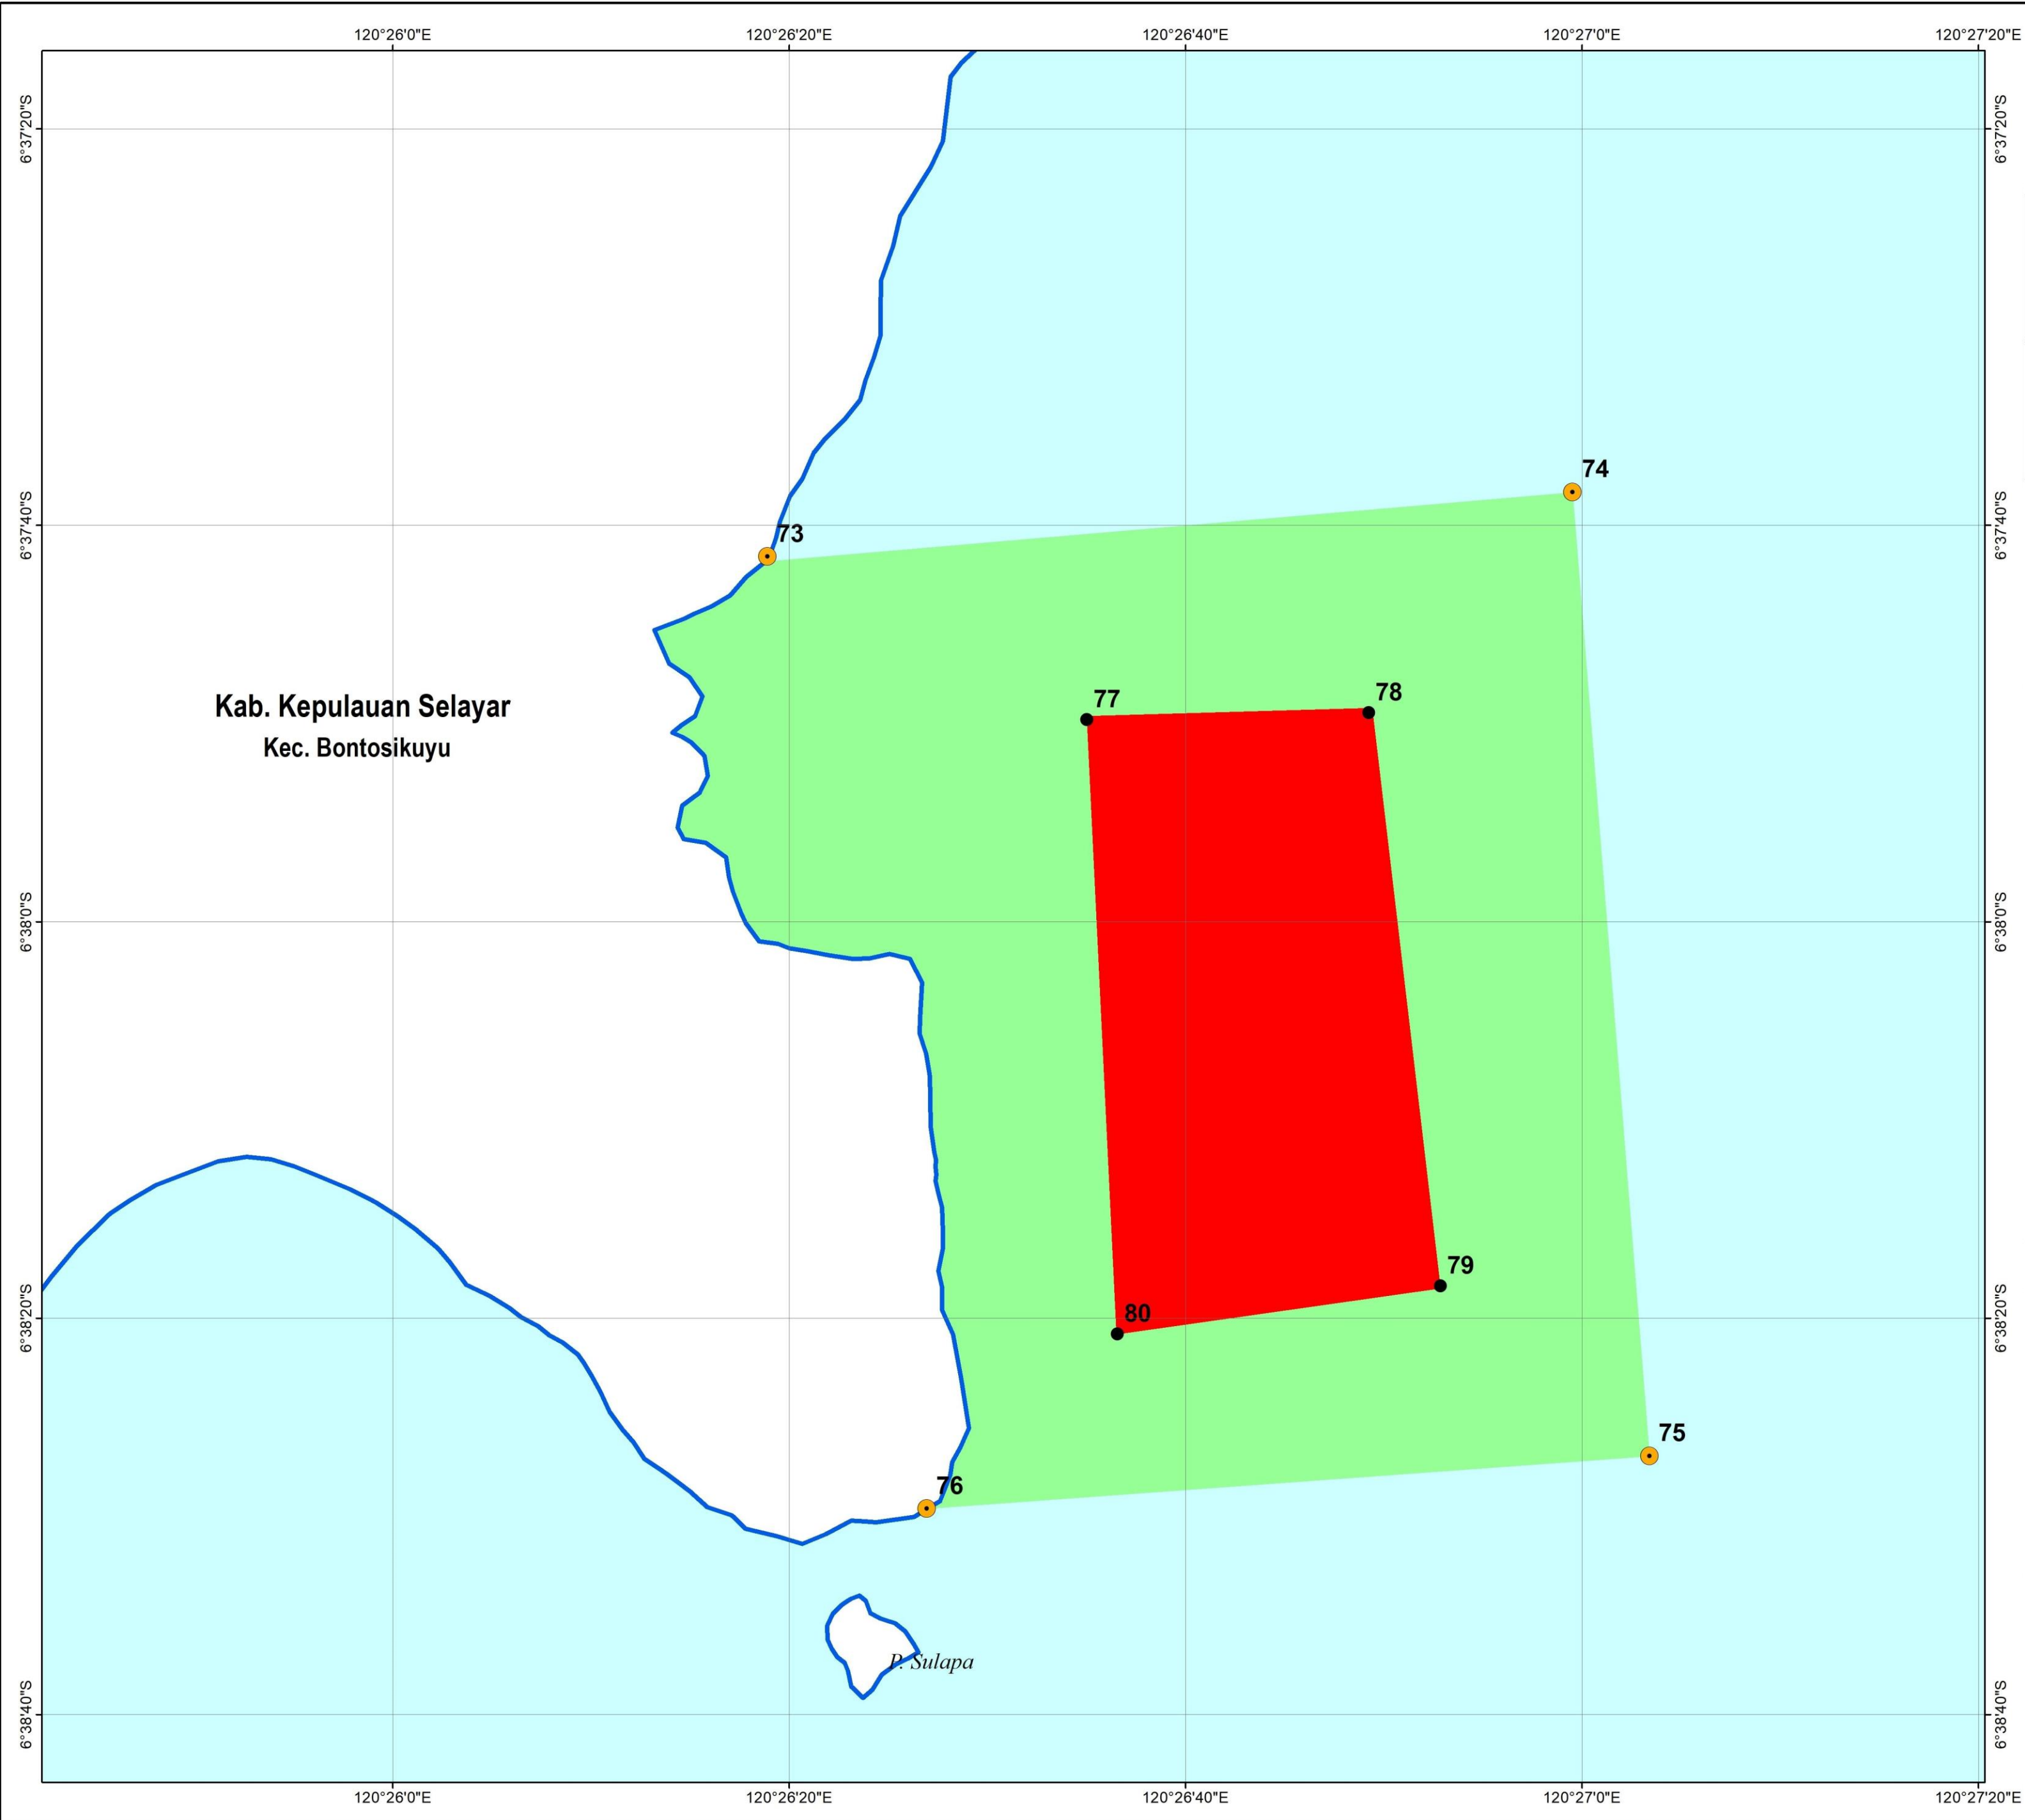 120°26'0"E
120°26'20"E
120°26'40"E
120°27'0"E
120°27'20"E
6°37'20"S
6°37'20"S
74
6°37'40"S
73
6°37'40"S
77
78
Kab. Kepulauan Selayar
Kec. Bontosikuyu
6°38'0"S
6°38'0"S
79
80
6°38'20"S
6°38'20"S
75
76
P. Sulapa
6°38'40"S
6°38'40"S
120°26'0"E
120°26'20"E
120°26'40"E
120°27'0"E
120°27'20"E